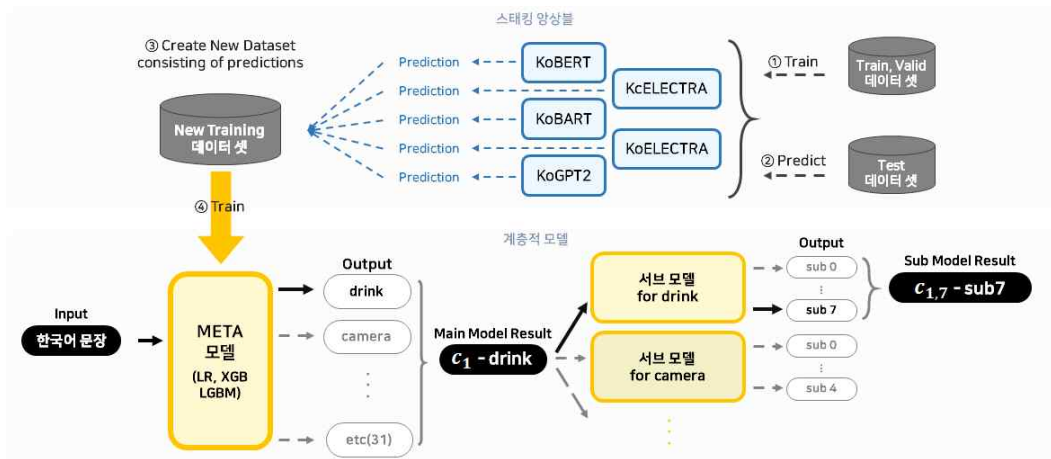 스태킹 앙상블
③ Create New Dataset
consisting of predictions
New Training
데이터 셋
Prediction
Prediction
Prediction
Prediction
Prediction
KoBERT
KcELECTRA
KoBART
KoELECTRA
KoGPT2
① Train
② Predict
Train, Valid
데이터 셋
Test
데이터 셋
④ Train
계층적 모델
Input
한국어 문장
META
모델
(LR, XGB
LGBM)
Output
drink
camera
etc(31)
Main Model Result
c1 - drink
서브 모델
for drink
서브 모델
for camera
Output
sub 0
sub 7
sub 0
sub 4
Sub Model Result
c1,7 - sub7